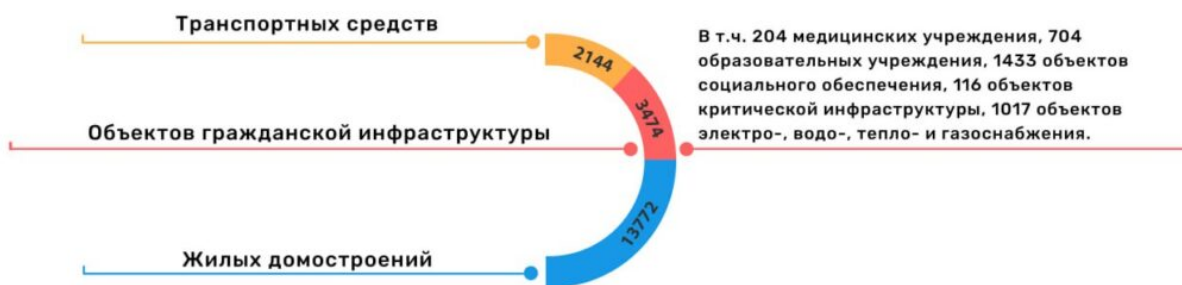 Транспортных средств
2144
В т.ч. 204 медицинских учреждения, 704
образовательных учреждения, 1433 объектов
социального обеспечения, 116 объектов
критической инфраструктуры, 1017 объектов
электро-, водо-, тепло- и газоснабжения.
Объектов гражданской инфраструктуры
3474
Жилых домостроений
13772